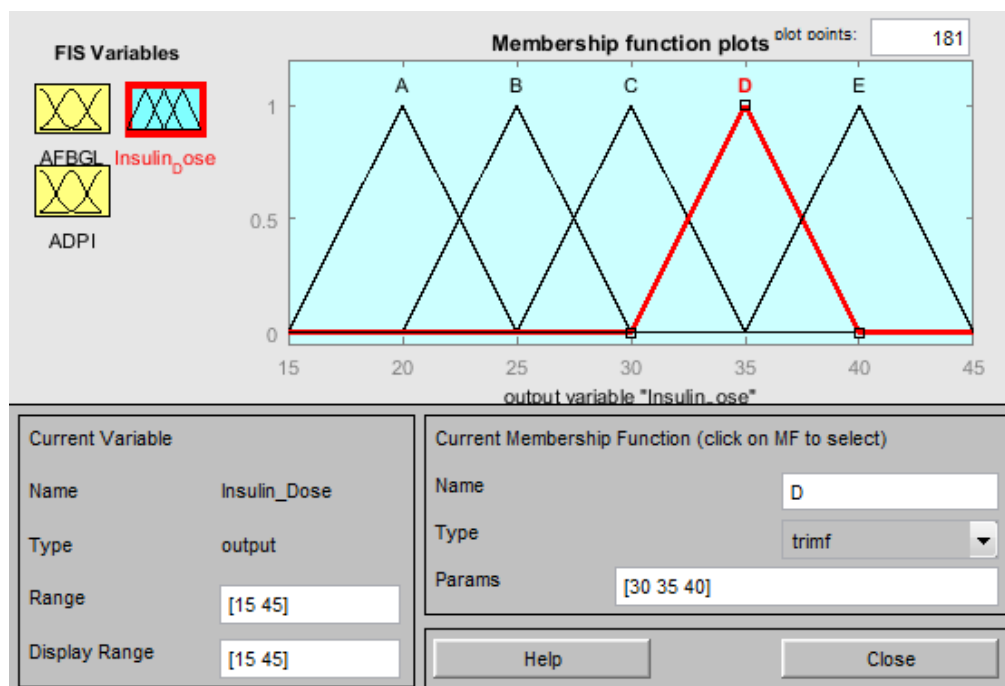 FIS Variables
AFBGL
Insulin_Dose
ADPI
Membership function plots
plot points:
181
A
B
C
D
E
1
0.5
0
15
20
25
30
35
40
45
output variable "Insulin_ose"
Current Variable
Name
Insulin_Dose
Type
output
Range
[15 45]
Display Range
[15 45]
Current Membership Function (click on MF to select)
Name
D
Type
trimf
Params
[30 35 40]
Help
Close